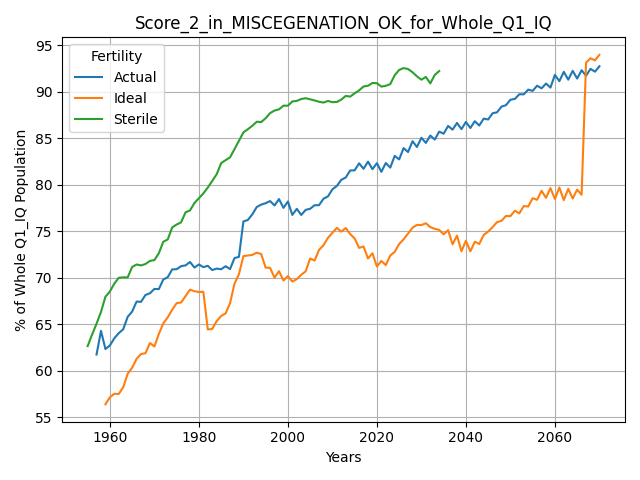 Score_2_in_MISCEGENATION_OK_for_Whole_Q1_IQ
Fertility
Actual
Ideal
Sterile
% of Whole Q1_IQ Population
95
90
85
80
75
70
65
60
55
1960
1980
2000
2020
2040
2060
Years